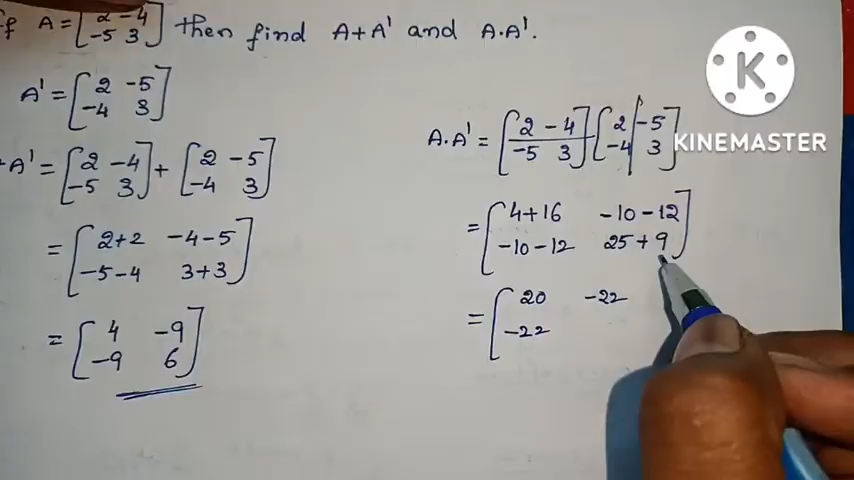 If A = [2 -4
-5 3] then find A+A' and A.A'.
A' = [2 -5
-4 3]
+A' = [2 -4
-5 3] + [2 -5
-4 3]
= [2+2 -4-5
-5-4 3+3]
= [4 -9
-9 6]
A.A' = [2 -4
-5 3] [2 -5
-4 3]
= [4+16 -10-12
-10-12 25+9]
= [20 -22
-22
K
KINEMASTER